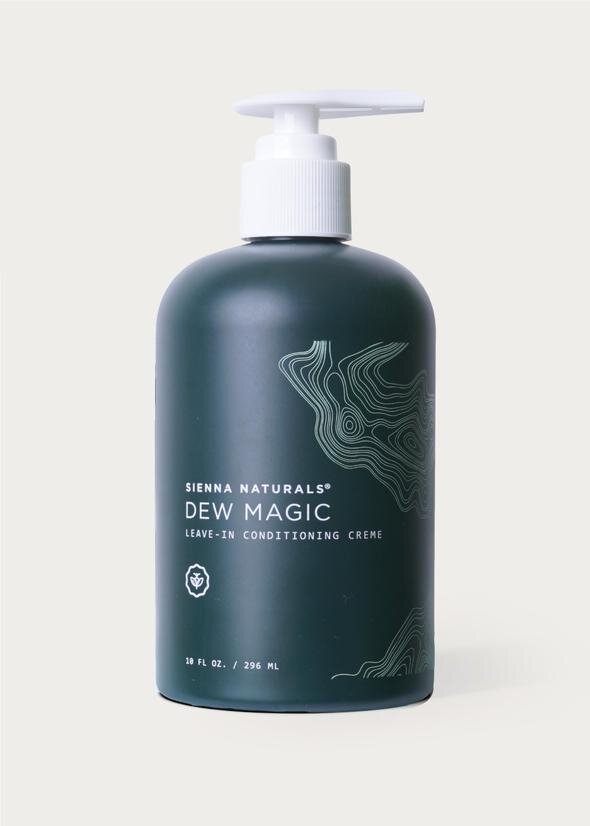 SIENNA NATURALS®
DEW MAGIC
LEAVE-IN CONDITIONING CREME
10 FL OZ. / 296 ML